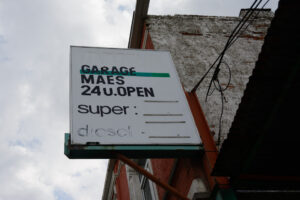 GARAGE
MAES
24u.OPEN
super :
diesel :